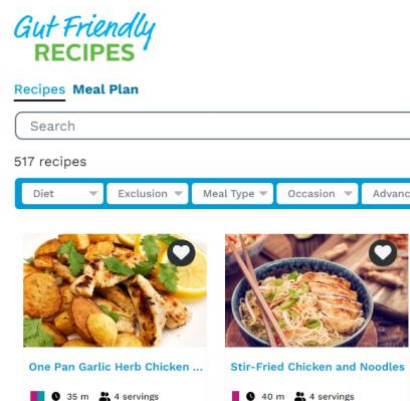 Gut Friendly
RECIPES
Recipes Meal Plan
Search
517 recipes
Diet Exclusion Meal Type Occasion Advanc
One Pan Garlic Herb Chicken ... Stir-Fried Chicken and Noodles
35 m 4 servings 40 m 4 servings